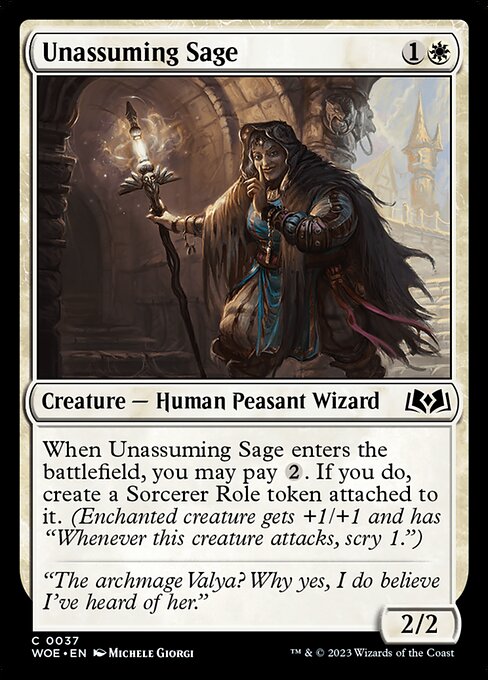 Unassuming Sage 1
Creature — Human Peasant Wizard
When Unassuming Sage enters the
battlefield, you may pay 2. If you do,
create a Sorcerer Role token attached to
it. (Enchanted creature gets +1/+1 and has
“Whenever this creature attacks, scry 1.”)
“The archmage Valya? Why yes, I do believe
I’ve heard of her.”
2/2
C 0037
WOE • EN Michele Giorgi
™ & © 2023 Wizards of the Coast